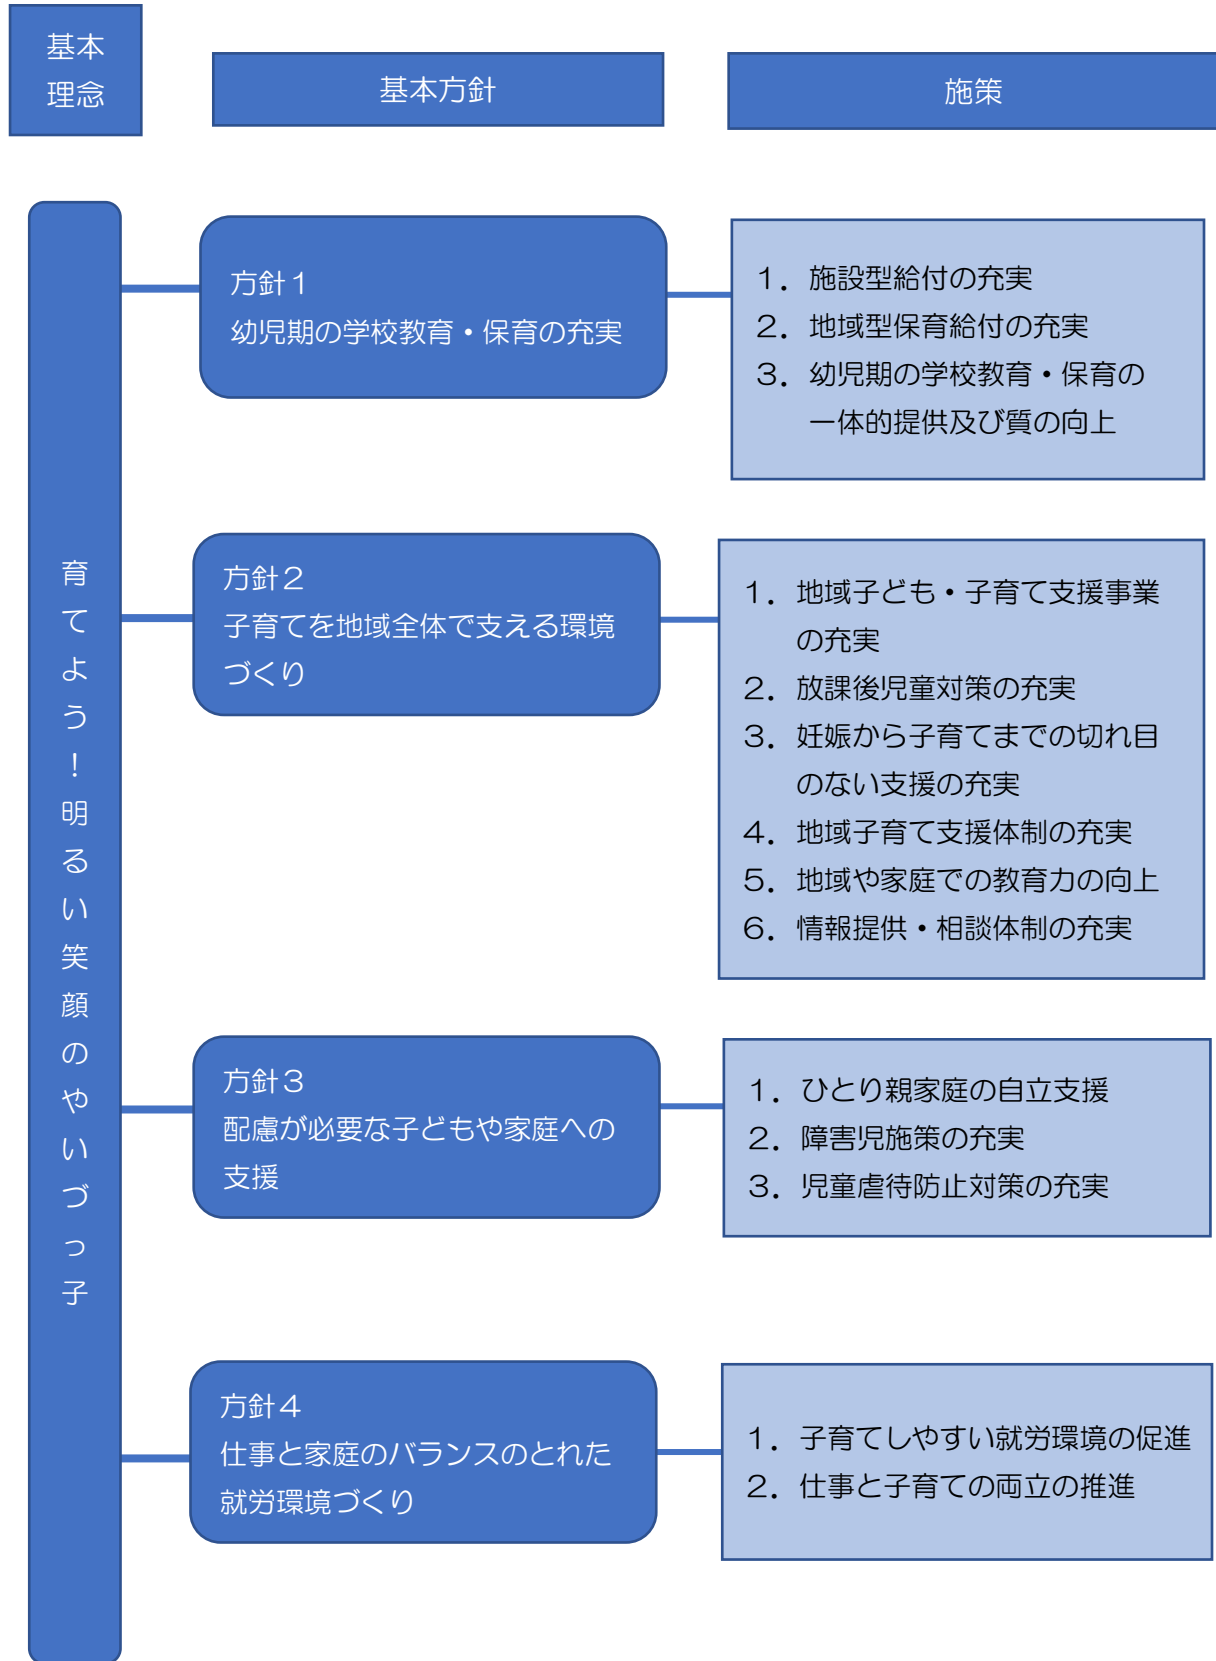 基本
理念
基本方針
施策
育てよう！明るい笑顔のやいづっ子
方針１
幼児期の学校教育・保育の充実
１．施設型給付の充実
２．地域型保育給付の充実
３．幼児期の学校教育・保育の
一体的提供及び質の向上
方針２
子育てを地域全体で支える環境
づくり
１．地域子ども・子育て支援事業
の充実
２．放課後児童対策の充実
３．妊娠から子育てまでの切れ目
のない支援の充実
４．地域子育て支援体制の充実
５．地域や家庭での教育力の向上
６．情報提供・相談体制の充実
方針３
配慮が必要な子どもや家庭への
支援
１．ひとり親家庭の自立支援
２．障害児施策の充実
３．児童虐待防止対策の充実
方針４
仕事と家庭のバランスのとれた
就労環境づくり
１．子育てしやすい就労環境の促進
２．仕事と子育ての両立の推進